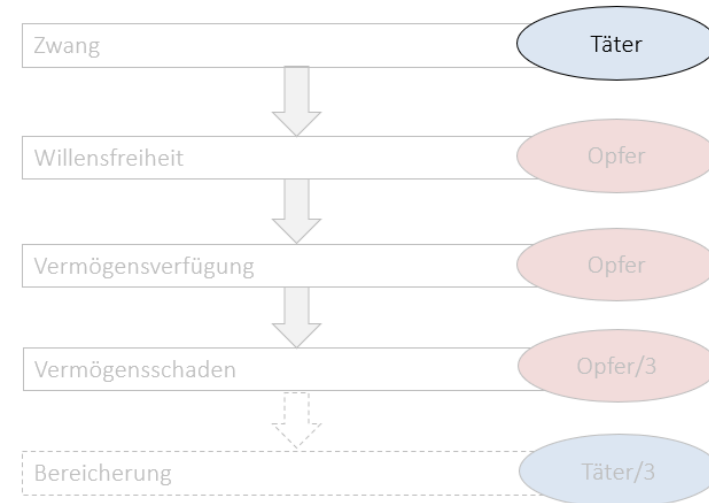 Zwang Täter
Willensfreiheit Opfer
Vermögensverfügung Opfer
Vermögensschaden Opfer/3
Bereicherung Täter/3